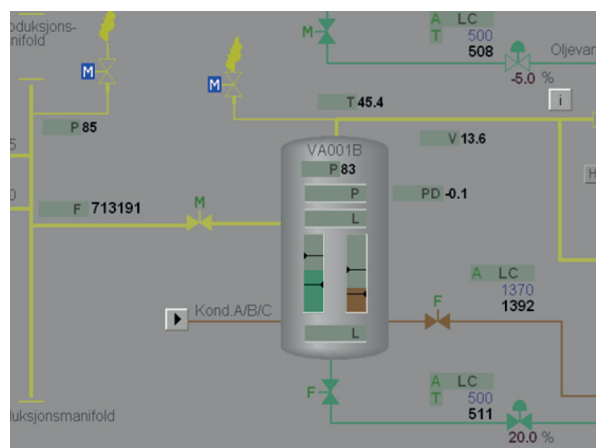 oduksjons-
anifold
M
A LC
T 500
508
Oljevan
-5.0 %
M
M
T 45.4
i
P 85
V 13.6
VA001B
P 83
5
P
PD -0.1
H
0
F 713191
M
L
A LC
1370
1392
F
Kond.A/B/C
L
F
A LC
T 500
511
duksjonsmanifold
20.0 %